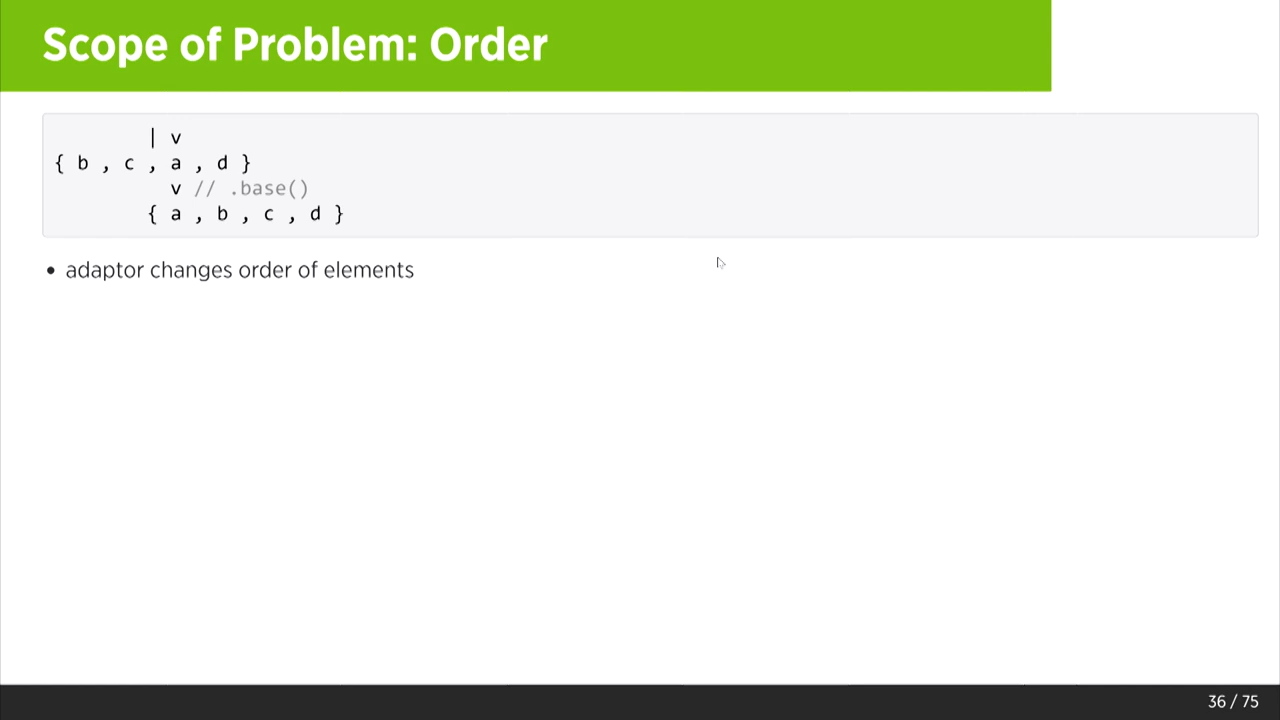 Scope of Problem: Order
| v
{ b , c , a , d }
v // .base()
{ a , b , c , d }
• adaptor changes order of elements
36 / 75